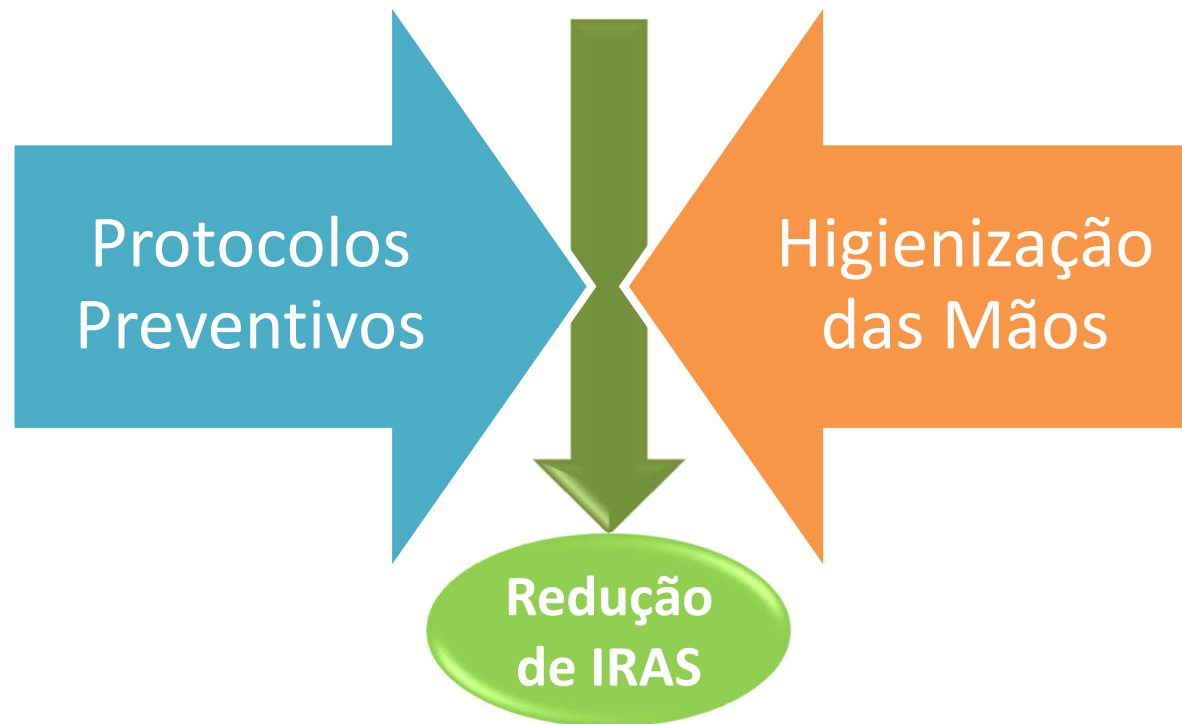 Protocolos
Preventivos
Higienização
das Mãos
Redução
de IRAS